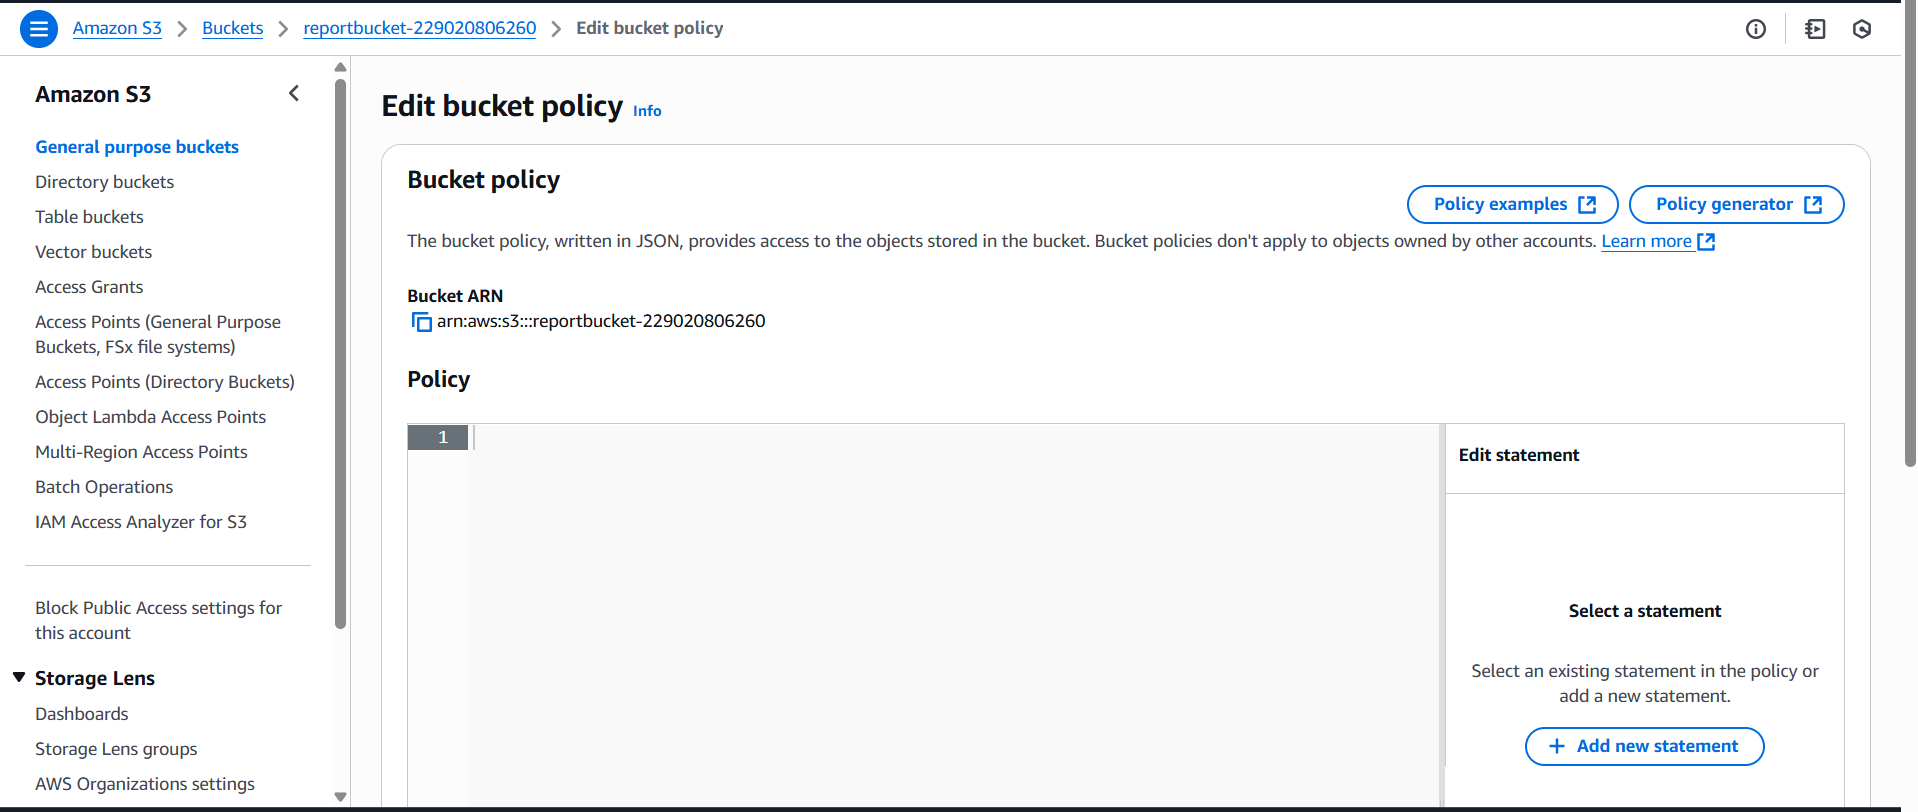 Amazon S3 > Buckets > reportbucket-229020806260 > Edit bucket policy
Amazon S3
General purpose buckets
Directory buckets
Table buckets
Vector buckets
Access Grants
Access Points (General Purpose
Buckets, FSx file systems)
Access Points (Directory Buckets)
Object Lambda Access Points
Multi-Region Access Points
Batch Operations
IAM Access Analyzer for S3
Block Public Access settings for
this account
Storage Lens
Dashboards
Storage Lens groups
AWS Organizations settings
Edit bucket policy Info
Bucket policy
Policy examples
Policy generator
The bucket policy, written in JSON, provides access to the objects stored in the bucket. Bucket policies don't apply to objects owned by other accounts. Learn more
Bucket ARN
arn:aws:s3:::reportbucket-229020806260
Policy
1
Edit statement
Select a statement
Select an existing statement in the policy or
add a new statement.
+ Add new statement